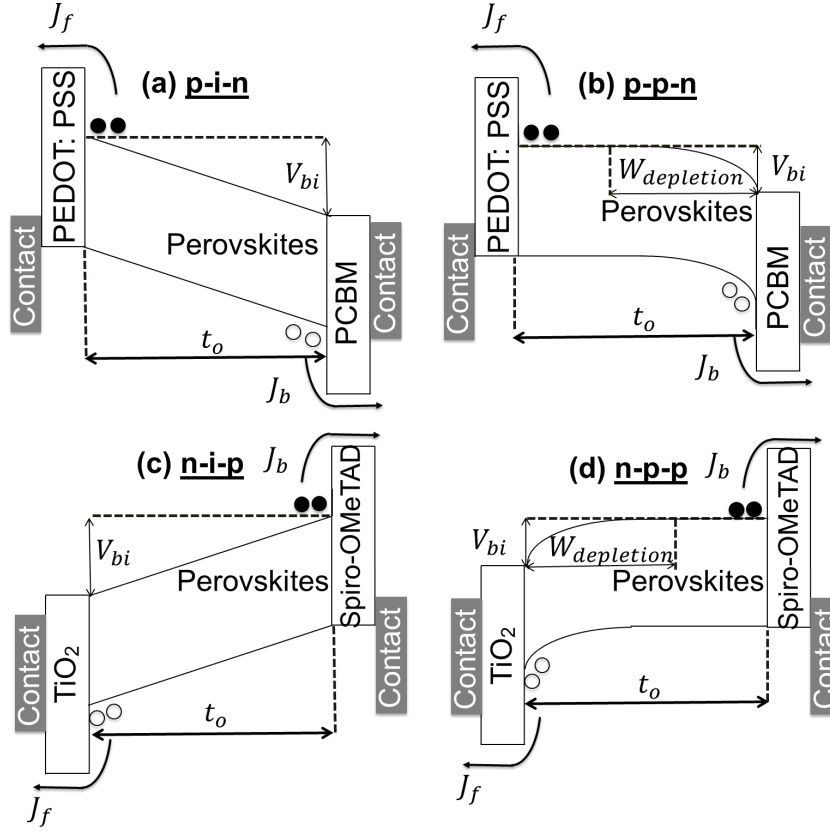 J_f
(a) p-i-n
PEDOT: PSS
V_bi
Perovskites
Contact
PCBM
Contact
t_o
J_b
J_f
(b) p-p-n
PEDOT: PSS
W_depletion
V_bi
Perovskites
Contact
PCBM
Contact
t_o
J_b
(c) n-i-p
J_b
V_bi
Perovskites
Spiro-OMeTAD
Contact
TiO₂
Contact
t_o
J_f
(d) n-p-p
J_b
V_bi
W_depletion
Perovskites
Spiro-OMeTAD
Contact
TiO₂
Contact
t_o
J_f